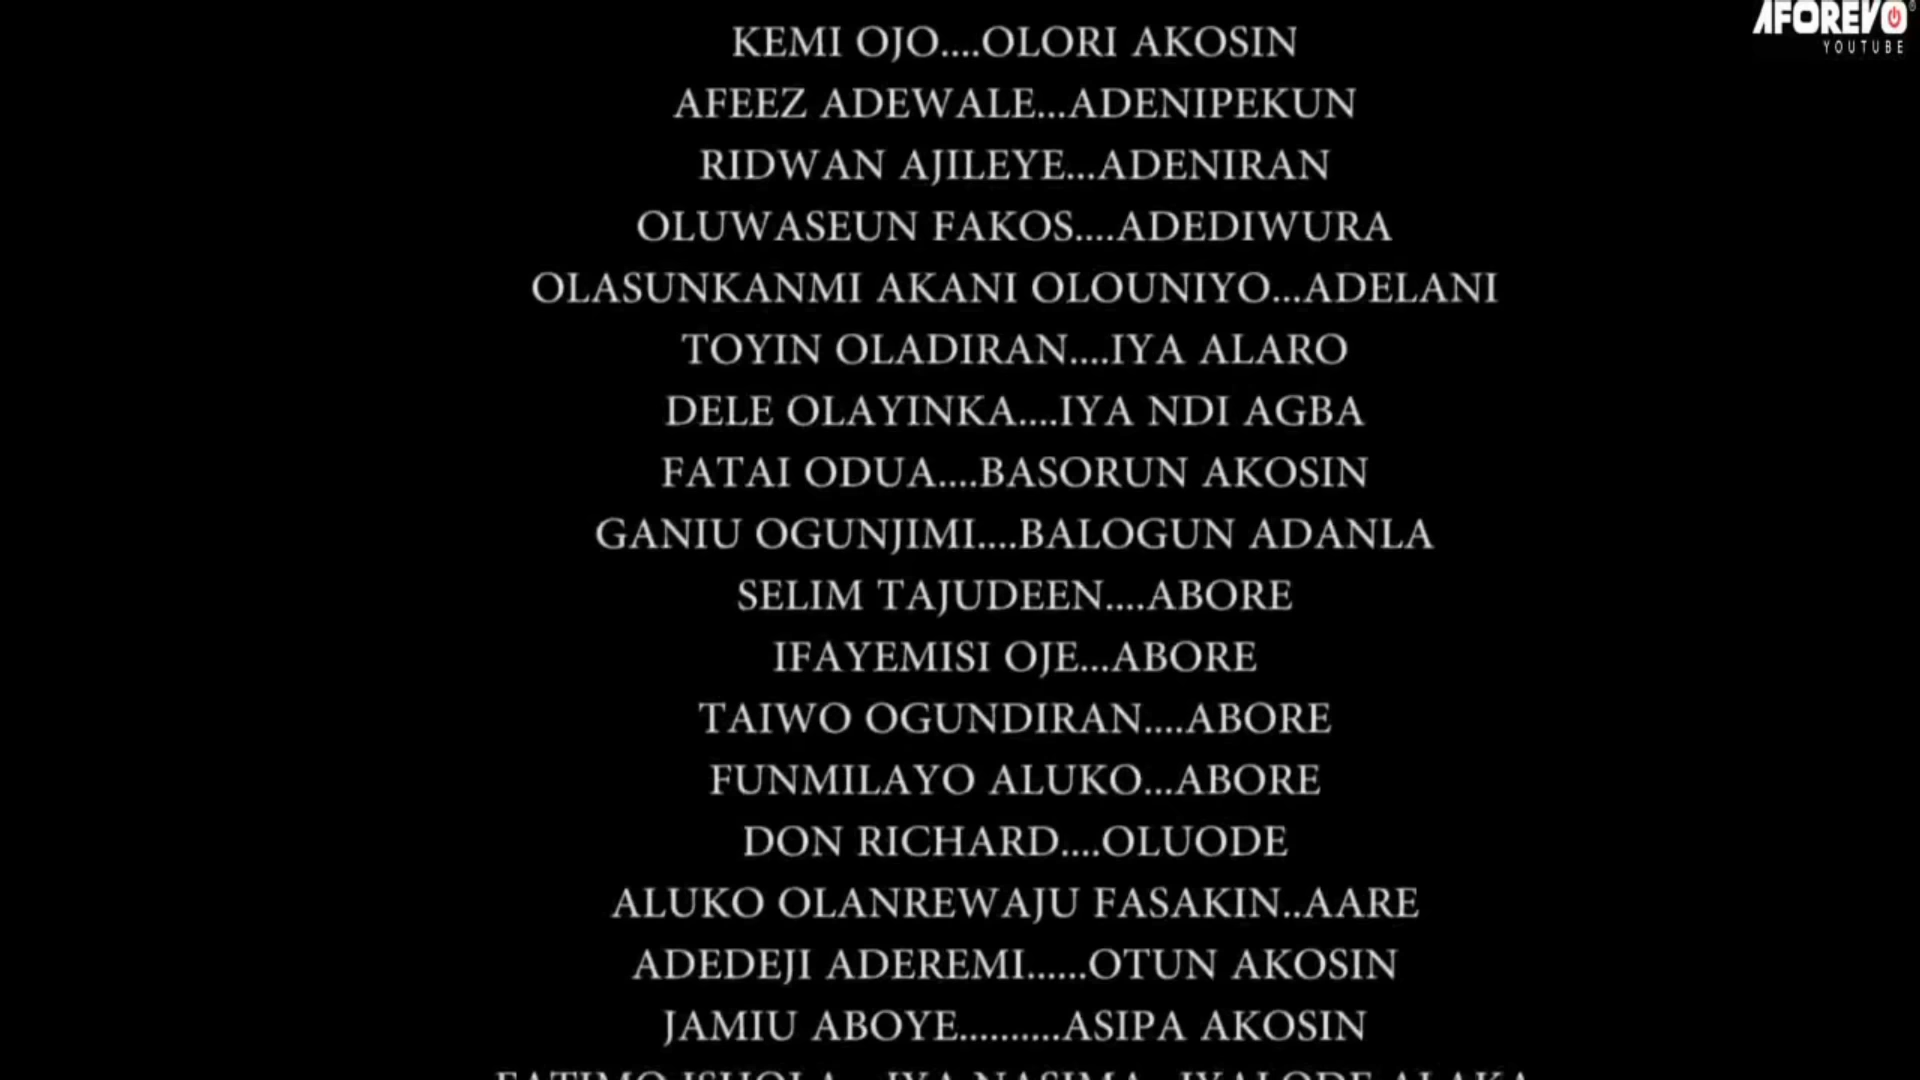 AFOREVO
YOUTUBE
KEMI OJO....OLORI AKOSIN
AFEEZ ADEWALE...ADENIPEKUN
RIDWAN AJILEYE...ADENIRAN
OLUWASEUN FAKOS....ADEDIWURA
OLASUNKANMI AKANI OLOUNIYO...ADELANI
TOYIN OLADIRAN....IYA ALARO
DELE OLAYINKA....IYA NDI AGBA
FATAI ODUA....BASORUN AKOSIN
GANIU OGUNJIMI....BALOGUN ADANLA
SELIM TAJUDEEN....ABORE
IFAYEMISI OJE...ABORE
TAIWO OGUNDIRAN....ABORE
FUNMILAYO ALUKO...ABORE
DON RICHARD....OLUODE
ALUKO OLANREWAJU FASAKIN..AARE
ADEDEJI ADEREMI......OTUN AKOSIN
JAMIU ABOYE..........ASIPA AKOSIN